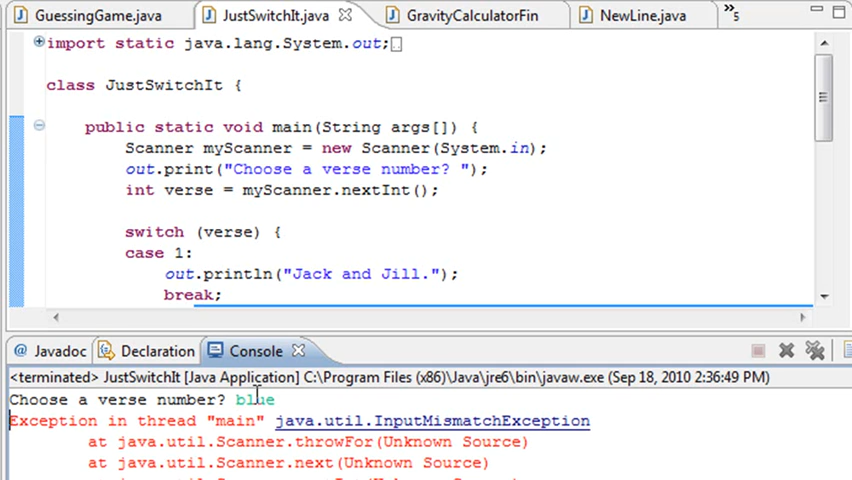 GuessingGame.java JustSwitchIt.java GravityCalculatorFin NewLine.java »5
import static java.lang.System.out;
class JustSwitchIt {
public static void main(String args[]) {
Scanner myScanner = new Scanner(System.in);
out.print("Choose a verse number? ");
int verse = myScanner.nextInt();
switch (verse) {
case 1:
out.println("Jack and Jill.");
break;
@ Javadoc Declaration Console
<terminated> JustSwitchIt [Java Application] C:\Program Files (x86)\Java\jre6\bin\javaw.exe (Sep 18, 2010 2:36:49 PM)
Choose a verse number? blue
Exception in thread "main" java.util.InputMismatchException
at java.util.Scanner.throwFor(Unknown Source)
at java.util.Scanner.next(Unknown Source)